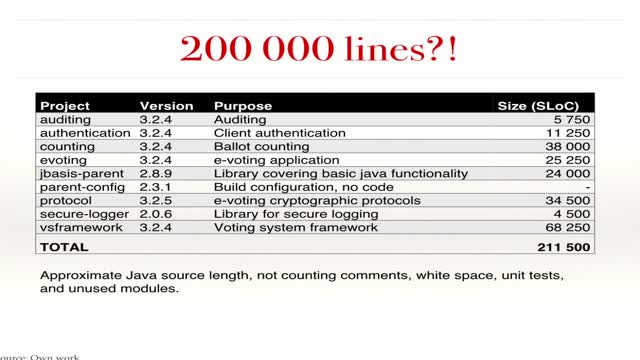 200 000 lines?!
Project Version Purpose Size (SLoC)
auditing 3.2.4 Auditing 5 750
authentication 3.2.4 Client authentication 11 250
counting 3.2.4 Ballot counting 38 000
evoting 3.2.4 e-voting application 25 250
jbasis-parent 2.8.9 Library covering basic java functionality 24 000
parent-config 2.3.1 Build configuration, no code -
protocol 3.2.5 e-voting cryptographic protocols 34 500
secure-logger 2.0.6 Library for secure logging 4 500
vsframework 3.2.4 Voting system framework 68 250
TOTAL 211 500
Approximate Java source length, not counting comments, white space, unit tests,
and unused modules.
ource: Own work